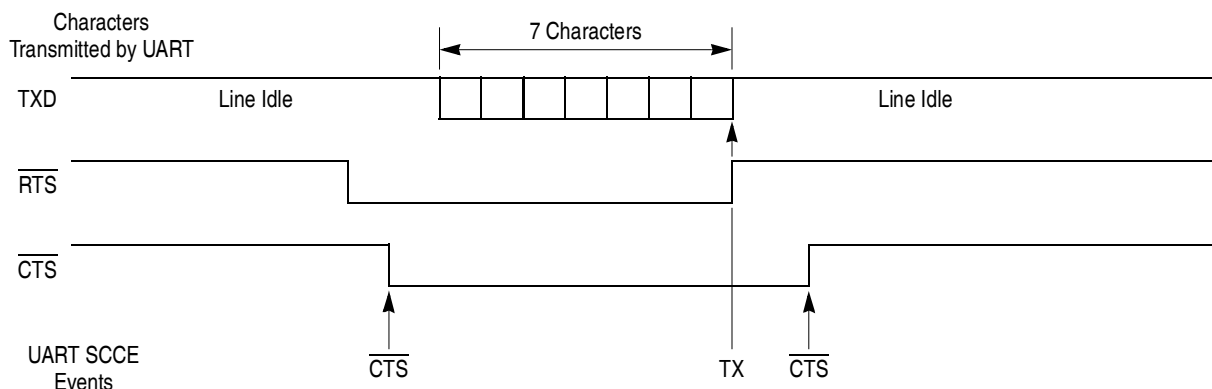 Characters
Transmitted by UART
7 Characters
TXD
Line Idle
Line Idle
RTS
CTS
UART SCCE
Events
CTS
TX
CTS